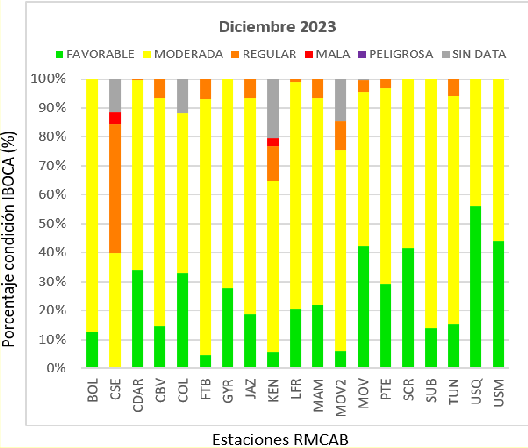 Diciembre 2023
FAVORABLE MODERADA REGULAR MALA PELIGROSA SIN DATA
Porcentaje condición IBOCA (%)
100%
90%
80%
70%
60%
50%
40%
30%
20%
10%
0%
BOL CSE CDAR CBV COL FTB GYR JAZ KEN LFR MAM MOV2 MOV PTE SCR SUB TUN USQ USM
Estaciones RMCAB